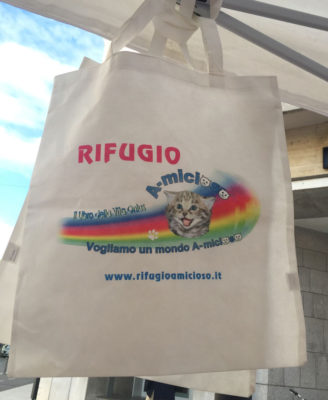 RIFUGIO
A-micioso
Vogliamo un mondo A-micioso
www.rifugioamicioso.it